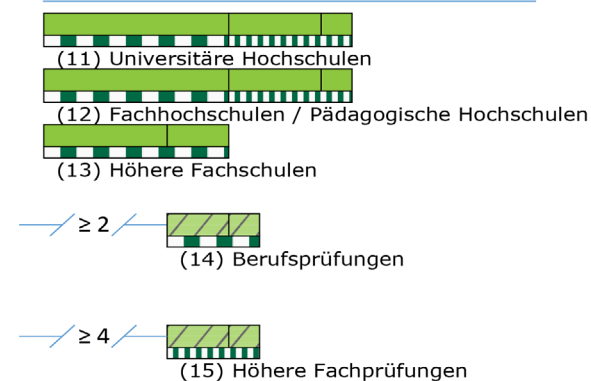 (11) Universitäre Hochschulen
(12) Fachhochschulen / Pädagogische Hochschulen
(13) Höhere Fachschulen
≥ 2
(14) Berufsprüfungen
≥ 4
(15) Höhere Fachprüfungen